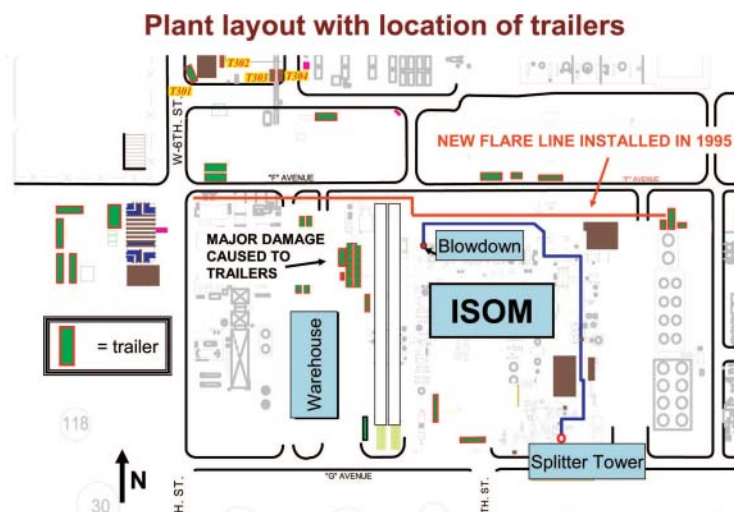 Plant layout with location of trailers
T302
T303
T304
T301
W-6TH. ST.
NEW FLARE LINE INSTALLED IN 1995
"F" AVENUE
"F" AVENUE
MAJOR DAMAGE
CAUSED TO
TRAILERS
Blowdown
ISOM
Warehouse
= trailer
118
Splitter Tower
N
"G" AVENUE
30
TH. ST.
TH. ST.